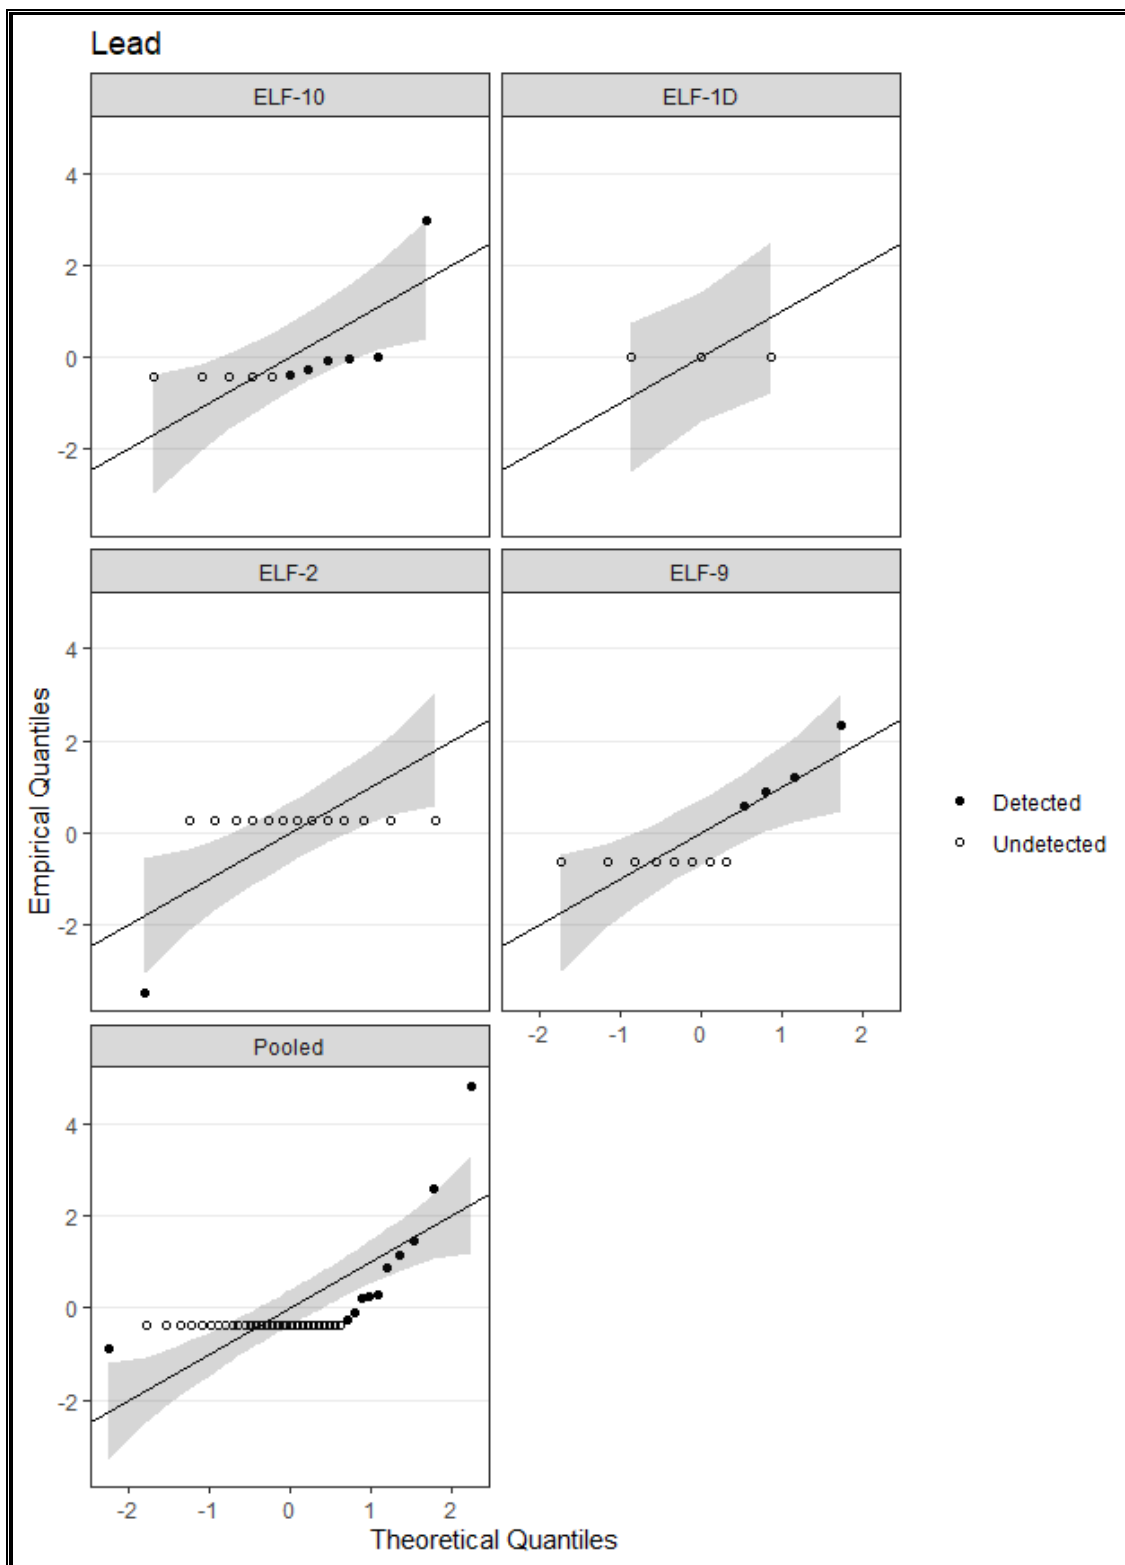 Lead
ELF-10
ELF-1D
4
2
0
-2
ELF-2
ELF-9
4
2
0
-2
-2
-1
0
1
2
Pooled
4
2
0
-2
-2
-1
0
1
2
Empirical Quantiles
Theoretical Quantiles
Detected
Undetected